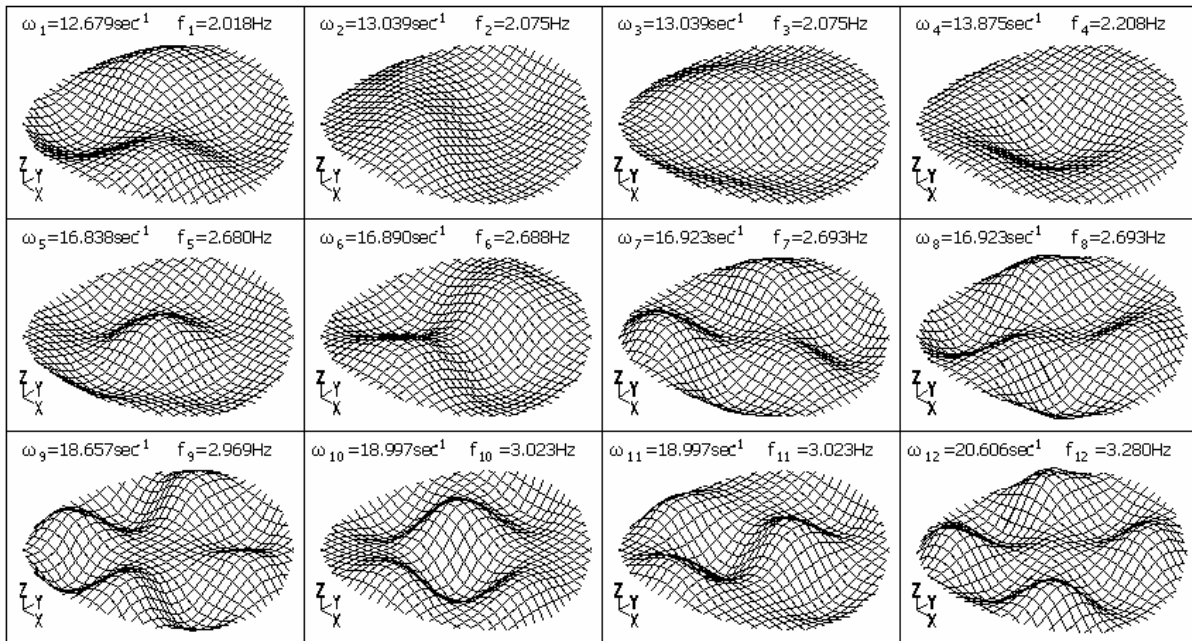 ω₁=12.679sec⁻¹ f₁=2.018Hz
ω₂=13.039sec⁻¹ f₂=2.075Hz
ω₃=13.039sec⁻¹ f₃=2.075Hz
ω₄=13.875sec⁻¹ f₄=2.208Hz
Z Y
X
Z Y
X
Z Y
X
Z Y
X
ω₅=16.838sec⁻¹ f₅=2.680Hz
ω₆=16.890sec⁻¹ f₆=2.688Hz
ω₇=16.923sec⁻¹ f₇=2.693Hz
ω₈=16.923sec⁻¹ f₈=2.693Hz
Z Y
X
Z Y
X
Z Y
X
Z Y
X
ω₉=18.657sec⁻¹ f₉=2.969Hz
ω₁₀=18.997sec⁻¹ f₁₀=3.023Hz
ω₁₁=18.997sec⁻¹ f₁₁=3.023Hz
ω₁₂=20.606sec⁻¹ f₁₂=3.280Hz
Z Y
X
Z Y
X
Z Y
X
Z Y
X